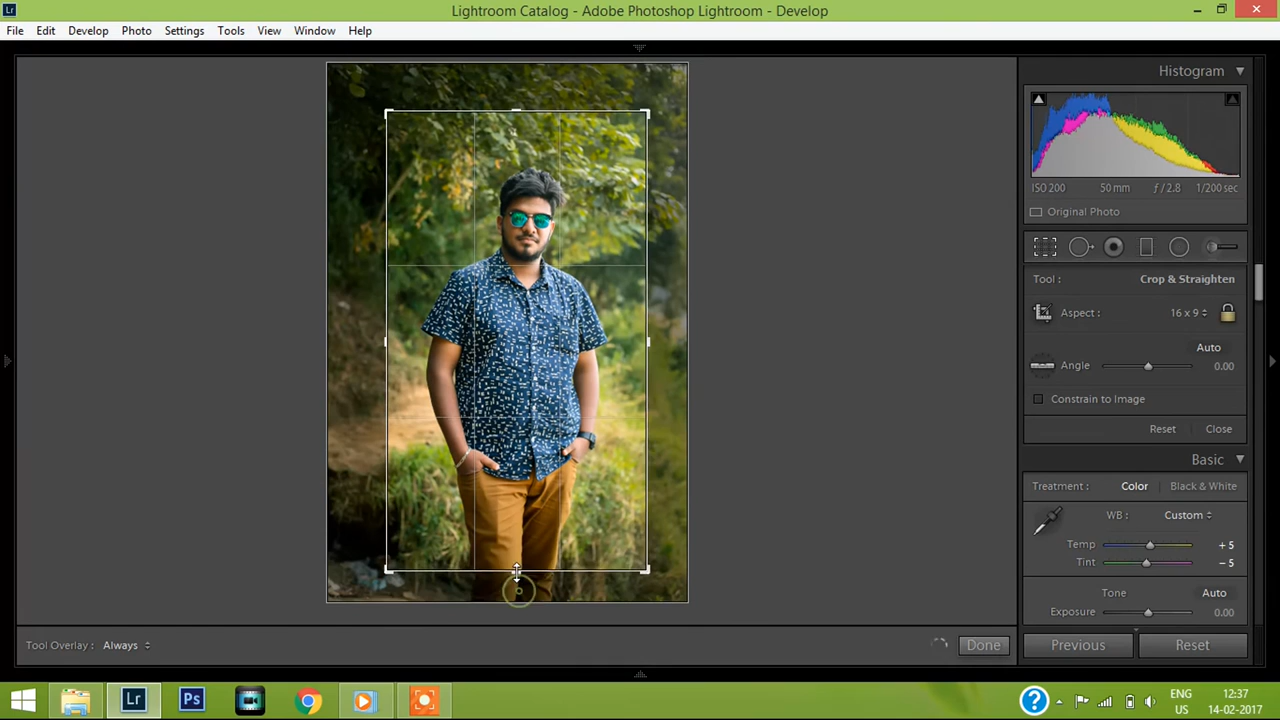 Lr
Lightroom Catalog - Adobe Photoshop Lightroom - Develop
File Edit Develop Photo Settings Tools View Window Help
Histogram
ISO 200 50 mm ƒ / 2.8 1/200 sec
Original Photo
Tool : Crop & Straighten
Aspect : 16 x 9
Auto
Angle 0.00
Constrain to Image
Reset Close
Basic
Treatment : Color Black & White
WB : Custom
Temp + 5
Tint − 5
Tone Auto
Exposure 0.00
Tool Overlay : Always
Done
Previous Reset
Lr Ps
?
ENG 12:37
US 14-02-2017